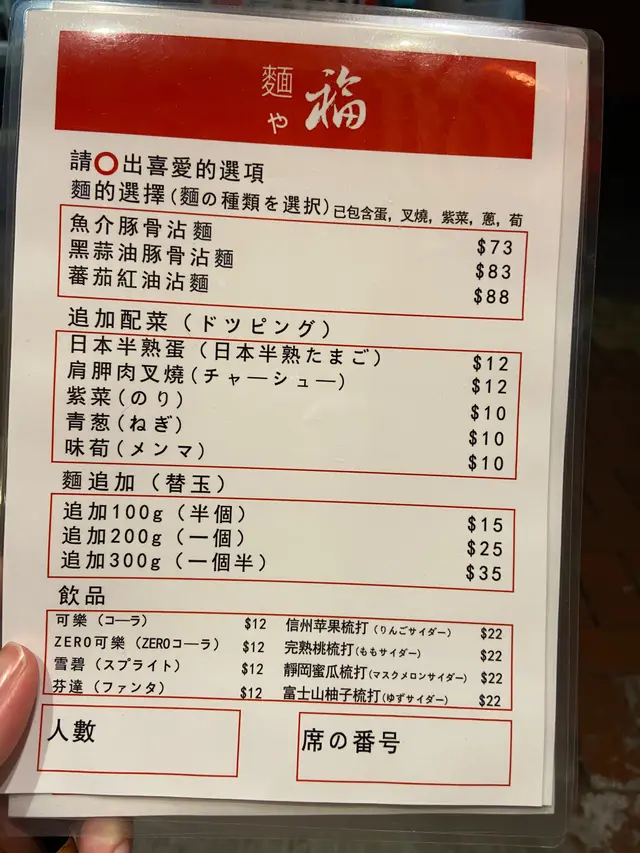 麵や 福
請⭕出喜愛的選項
麵的選擇(麵の種類を選択)已包含蛋, 叉燒, 紫菜, 蔥, 荀
魚介豚骨沾麵 $73
黑蒜油豚骨沾麵 $83
蕃茄紅油沾麵 $88
追加配菜(ドツピング)
日本半熟蛋(日本半熟たまご) $12
肩胛肉叉燒(チャーシュー) $12
紫菜(のり) $10
青葱(ねぎ) $10
味荀(メンマ) $10
麵追加(替玉)
追加100g(半個) $15
追加200g(一個) $25
追加300g(一個半) $35
飲品
可樂(コーラ) $12 信州苹果梳打(りんごサイダー) $22
ZERO可樂(ZEROコーラ) $12 完熟桃梳打(ももサイダー) $22
雪碧(スプライト) $12 靜岡蜜瓜梳打(マスクメロンサイダー) $22
芬達(ファンタ) $12 富士山柚子梳打(ゆずサイダー) $22
人數 席の番号